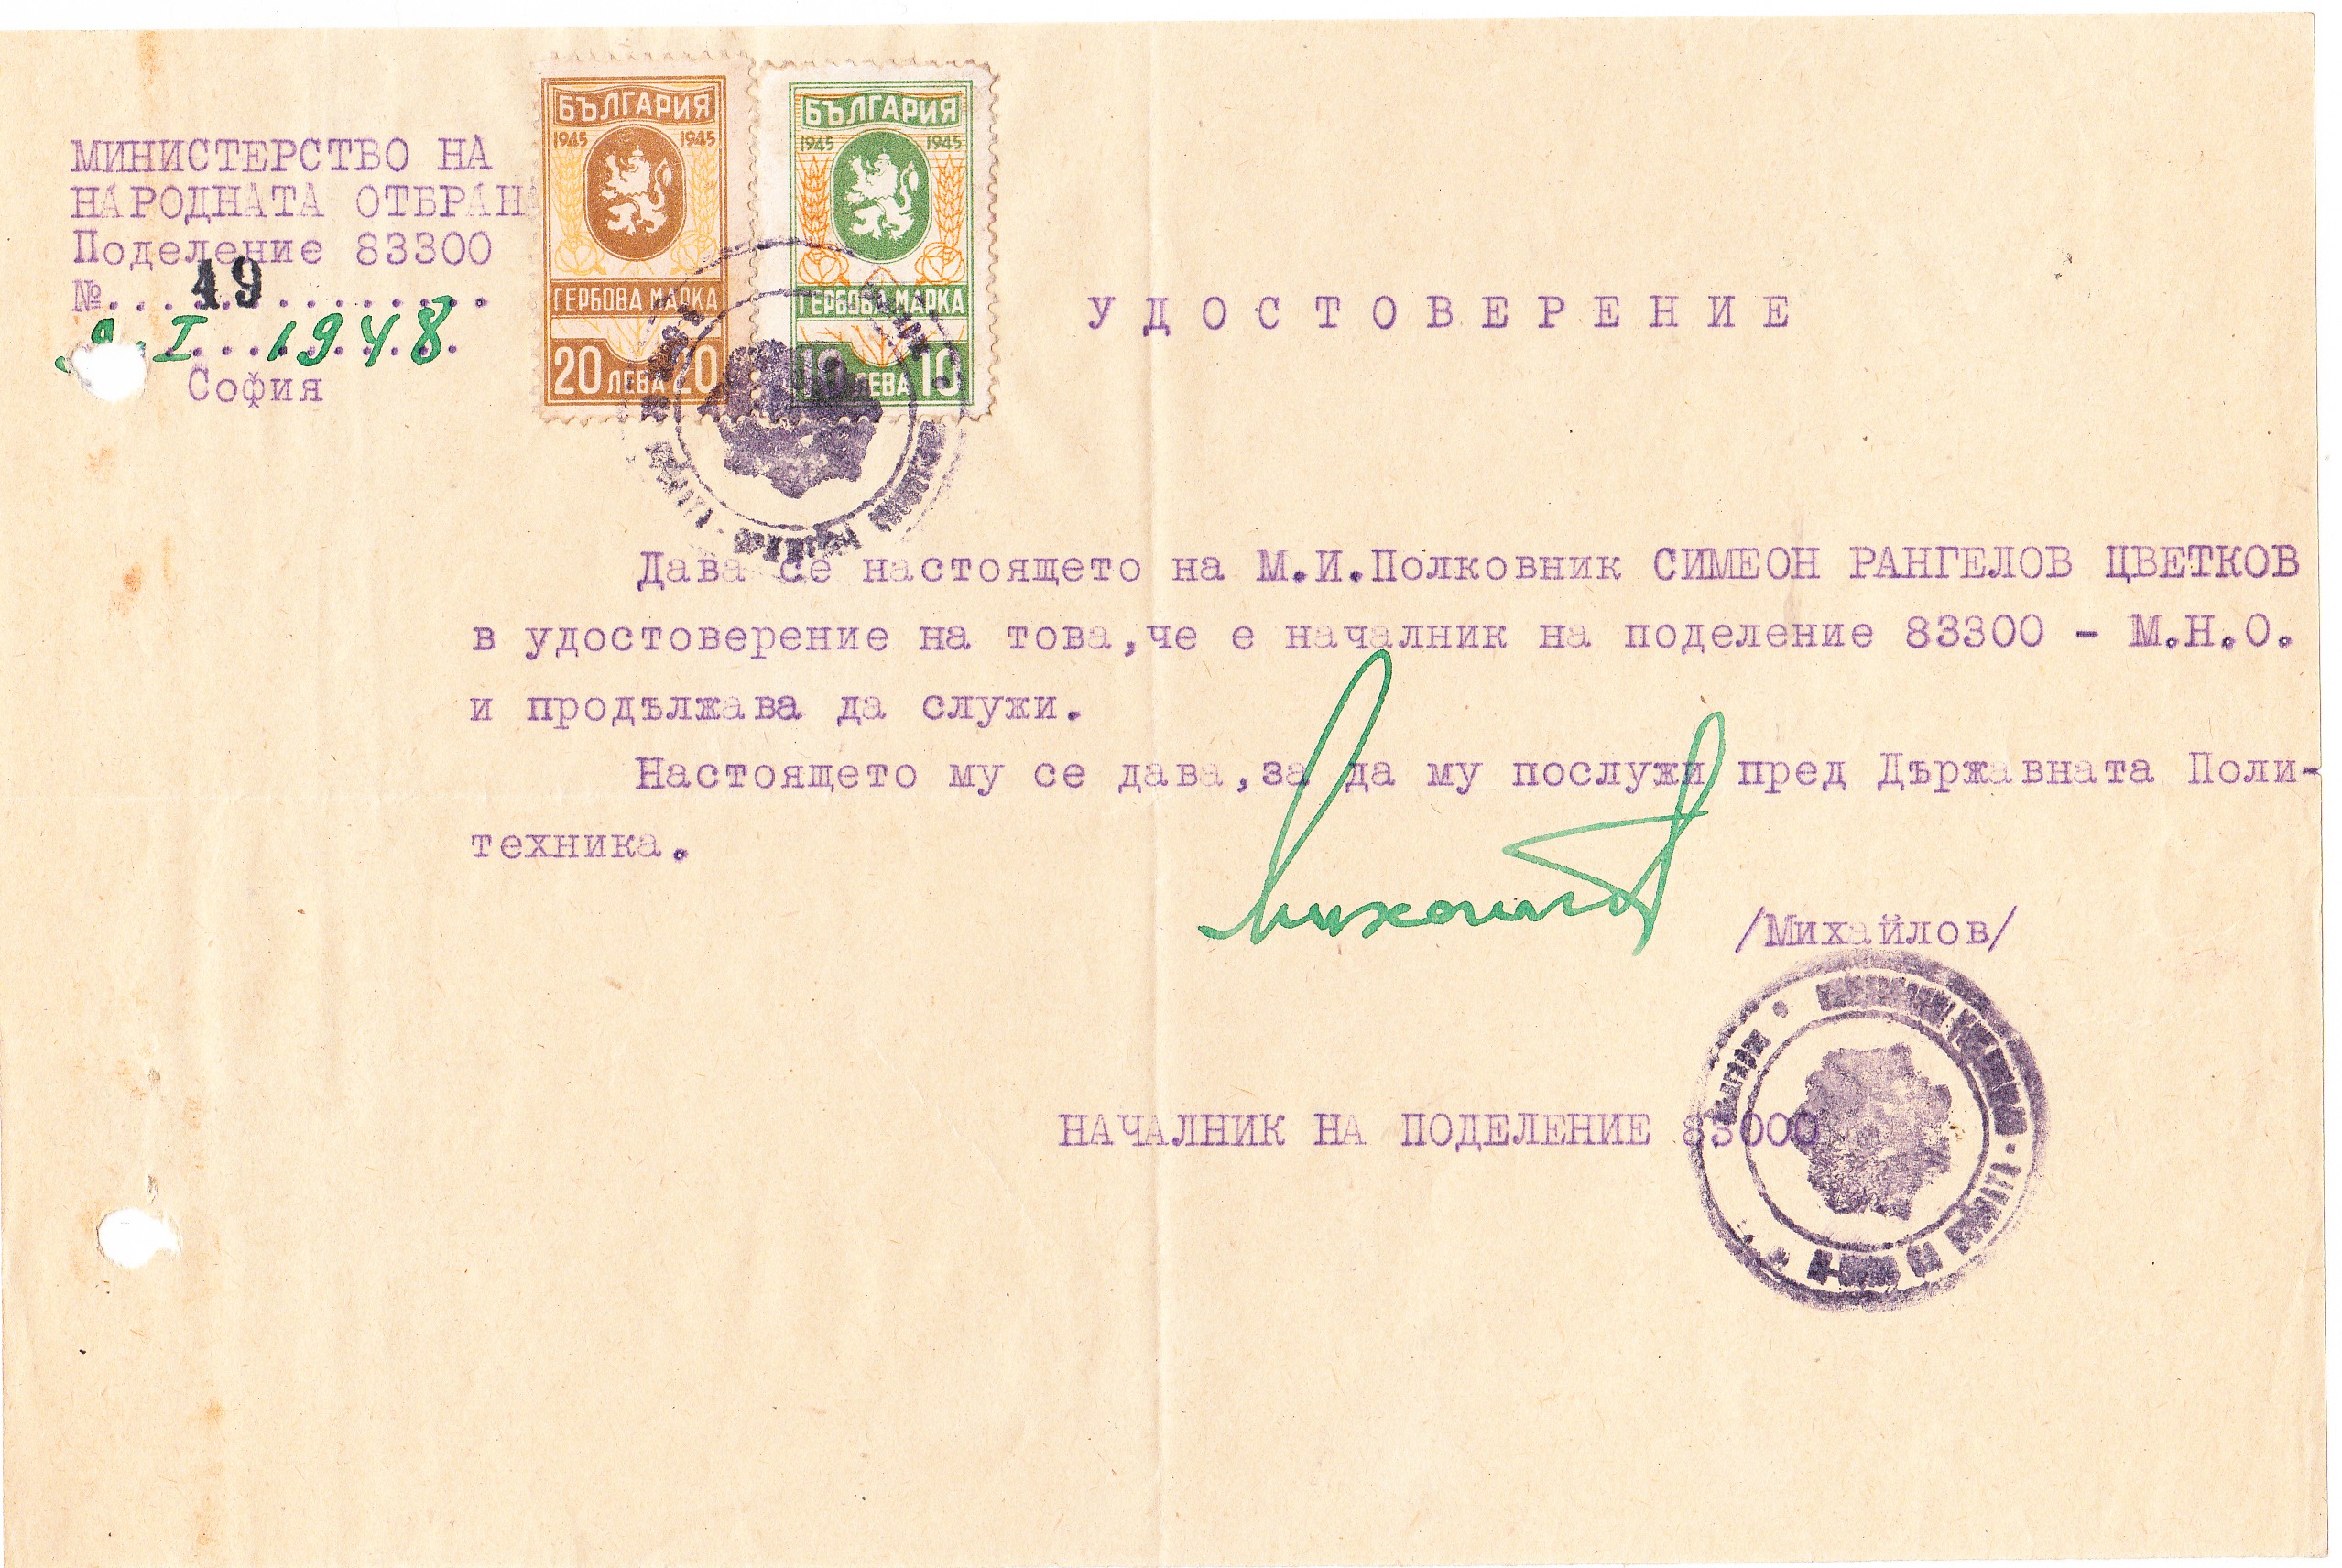 МИНИСТЕРСТВО НА
НАРОДНАТА ОТБРАНА
Поделение 83300
№ 49
I 1948
София
БЪЛГАРИЯ
1945 1945
ГЕРБОВА МАРКА
20 ЛЕВА 20
БЪЛГАРИЯ
1945 1945
ГЕРБОВА МАРКА
10 ЛЕВА 10
УДОСТОВЕРЕНИЕ
Дава се настоящето на М.И.Полковник СИМЕОН РАНГЕЛОВ ЦВЕТКОВ
в удостоверение на това,че е началник на поделение 83300 - М.Н.О.
и продължава да служи.
Настоящето му се дава,за да му послужи пред Държавната Поли-
техника.
/Михайлов/
НАЧАЛНИК НА ПОДЕЛЕНИЕ 83000